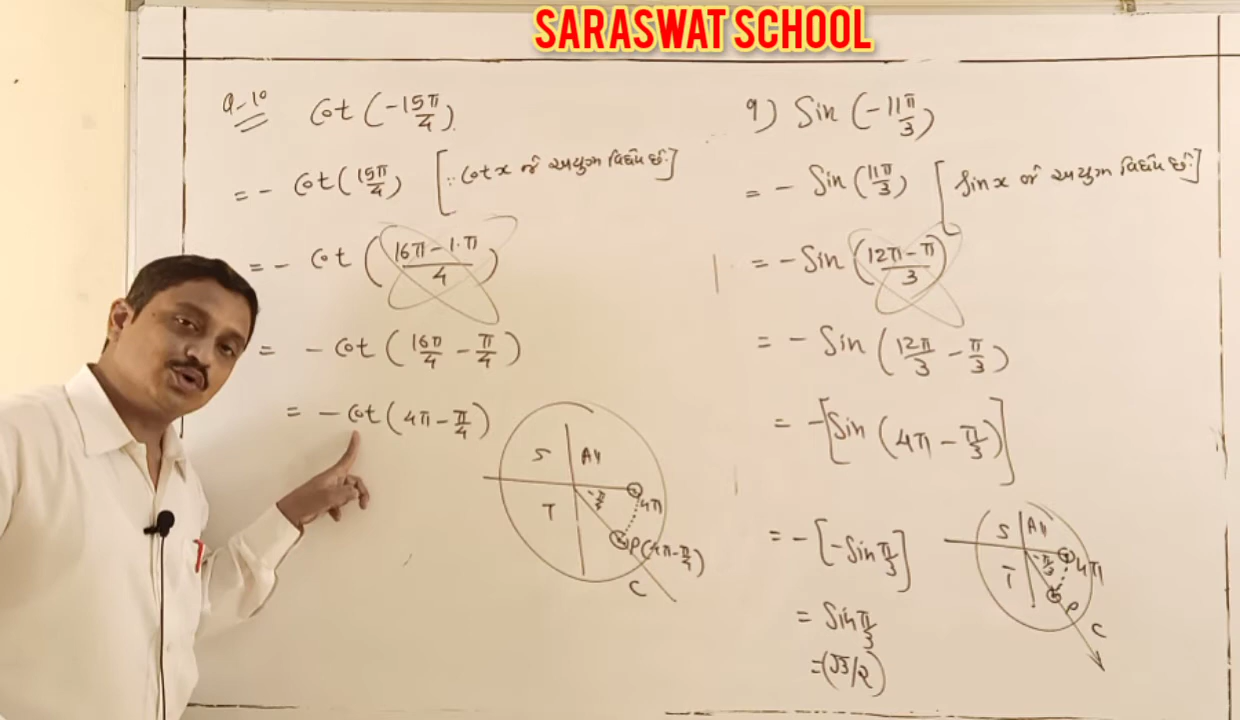 SARASWAT SCHOOL
Q-10 Cot (-15π/4)
= - Cot (15π/4) [∵ Cot x એ અયુગ્મ વિધેય છે.]
= - Cot ((16π - 1·π)/4)
= - Cot (16π/4 - π/4)
= - Cot (4π - π/4)
S All
-π/4 4π
T
P(4π-π/4)
C
9) Sin (-11π/3)
= - Sin (11π/3) [Sin x એ અયુગ્મ વિધેય છે.]
= - Sin ((12π - π)/3)
= - Sin (12π/3 - π/3)
= -[Sin (4π - π/3)]
= -[-Sin π/3]
= Sin π/3
= (√3/2)
S All
-π/3 4π
T
P
C